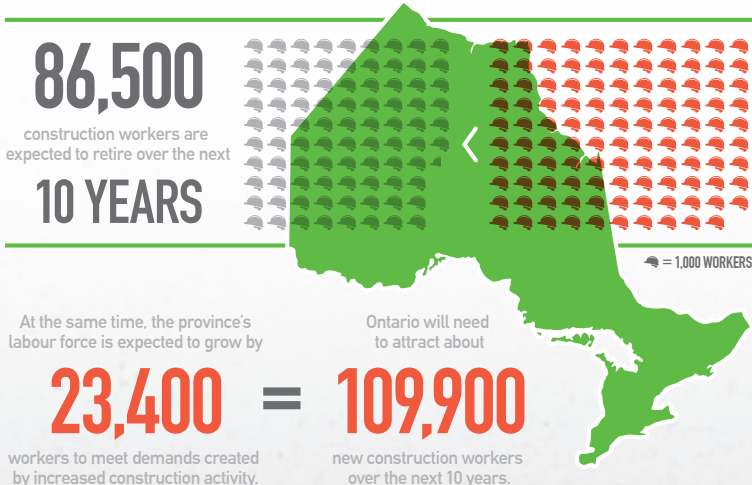 86,500
construction workers are
expected to retire over the next
10 YEARS
= 1,000 WORKERS
At the same time, the province's
labour force is expected to grow by
23,400
workers to meet demands created
by increased construction activity.
=
Ontario will need
to attract about
109,900
new construction workers
over the next 10 years.